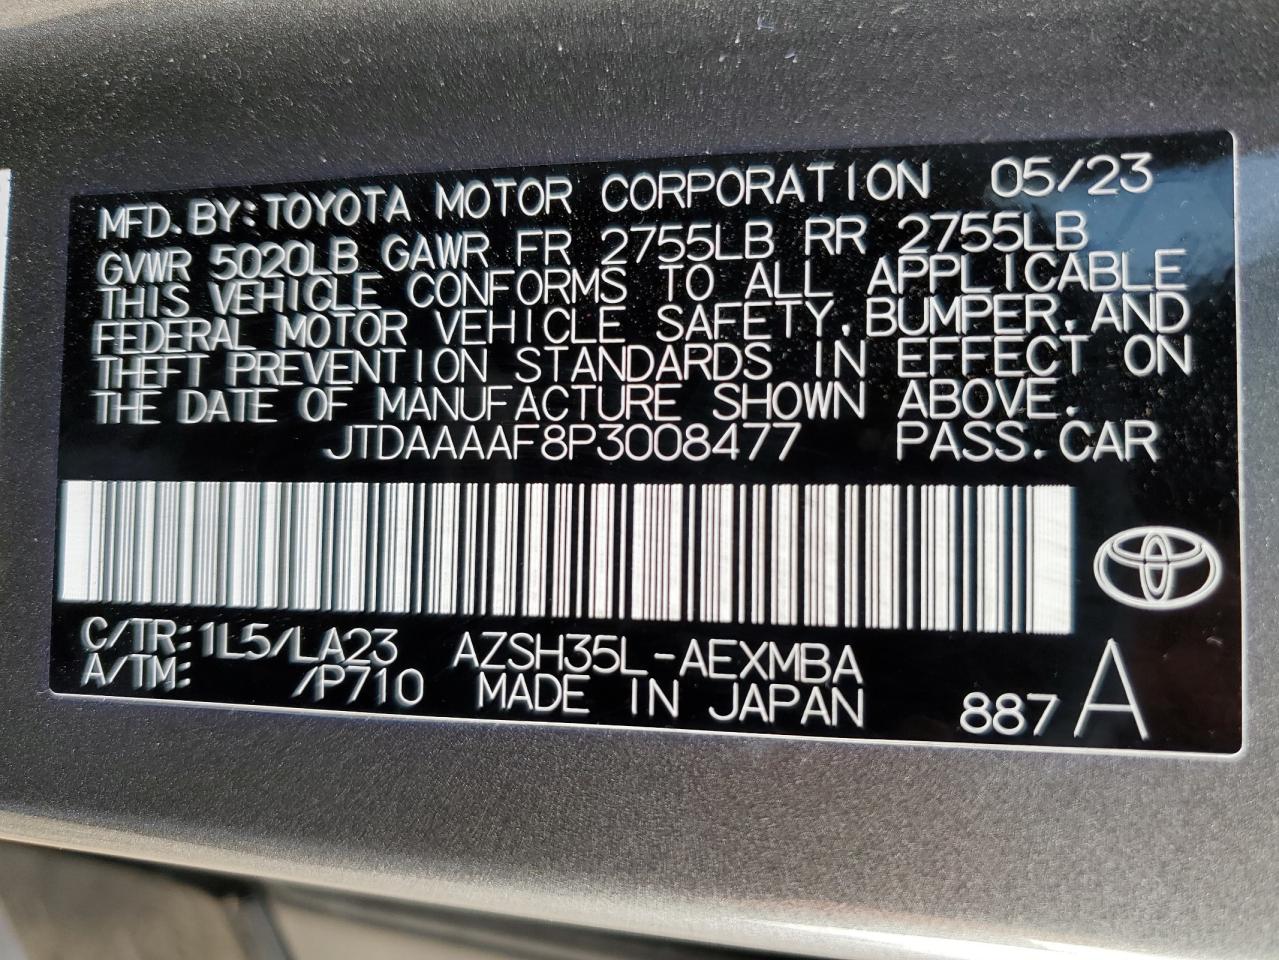 MFD. BY: TOYOTA MOTOR CORPORATION 05/23
GVWR 5020LB GAWR FR 2755LB RR 2755LB
THIS VEHICLE CONFORMS TO ALL APPLICABLE
FEDERAL MOTOR VEHICLE SAFETY, BUMPER, AND
THEFT PREVENTION STANDARDS IN EFFECT ON
THE DATE OF MANUFACTURE SHOWN ABOVE.
JTDAAAAF8P3008477 PASS. CAR
C/TR: 1L5/LA23 AZSH35L-AEXMBA
A/TM: /P710 MADE IN JAPAN 887 A